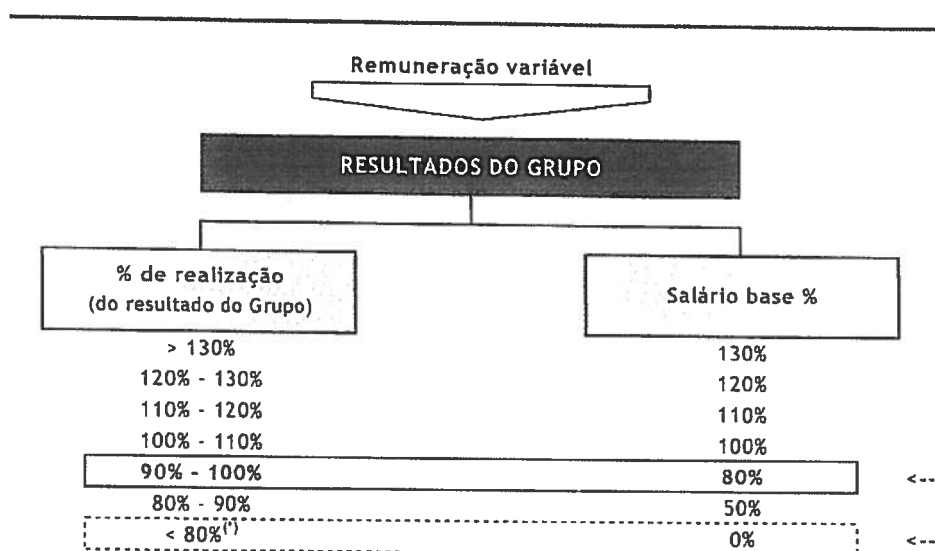 Remuneração variável
RESULTADOS DO GRUPO
% de realização
(do resultado do Grupo)
Salário base %
> 130% 130%
120% - 130% 120%
110% - 120% 110%
100% - 110% 100%
90% - 100% 80% <--
80% - 90% 50%
< 80%(*) 0% <--